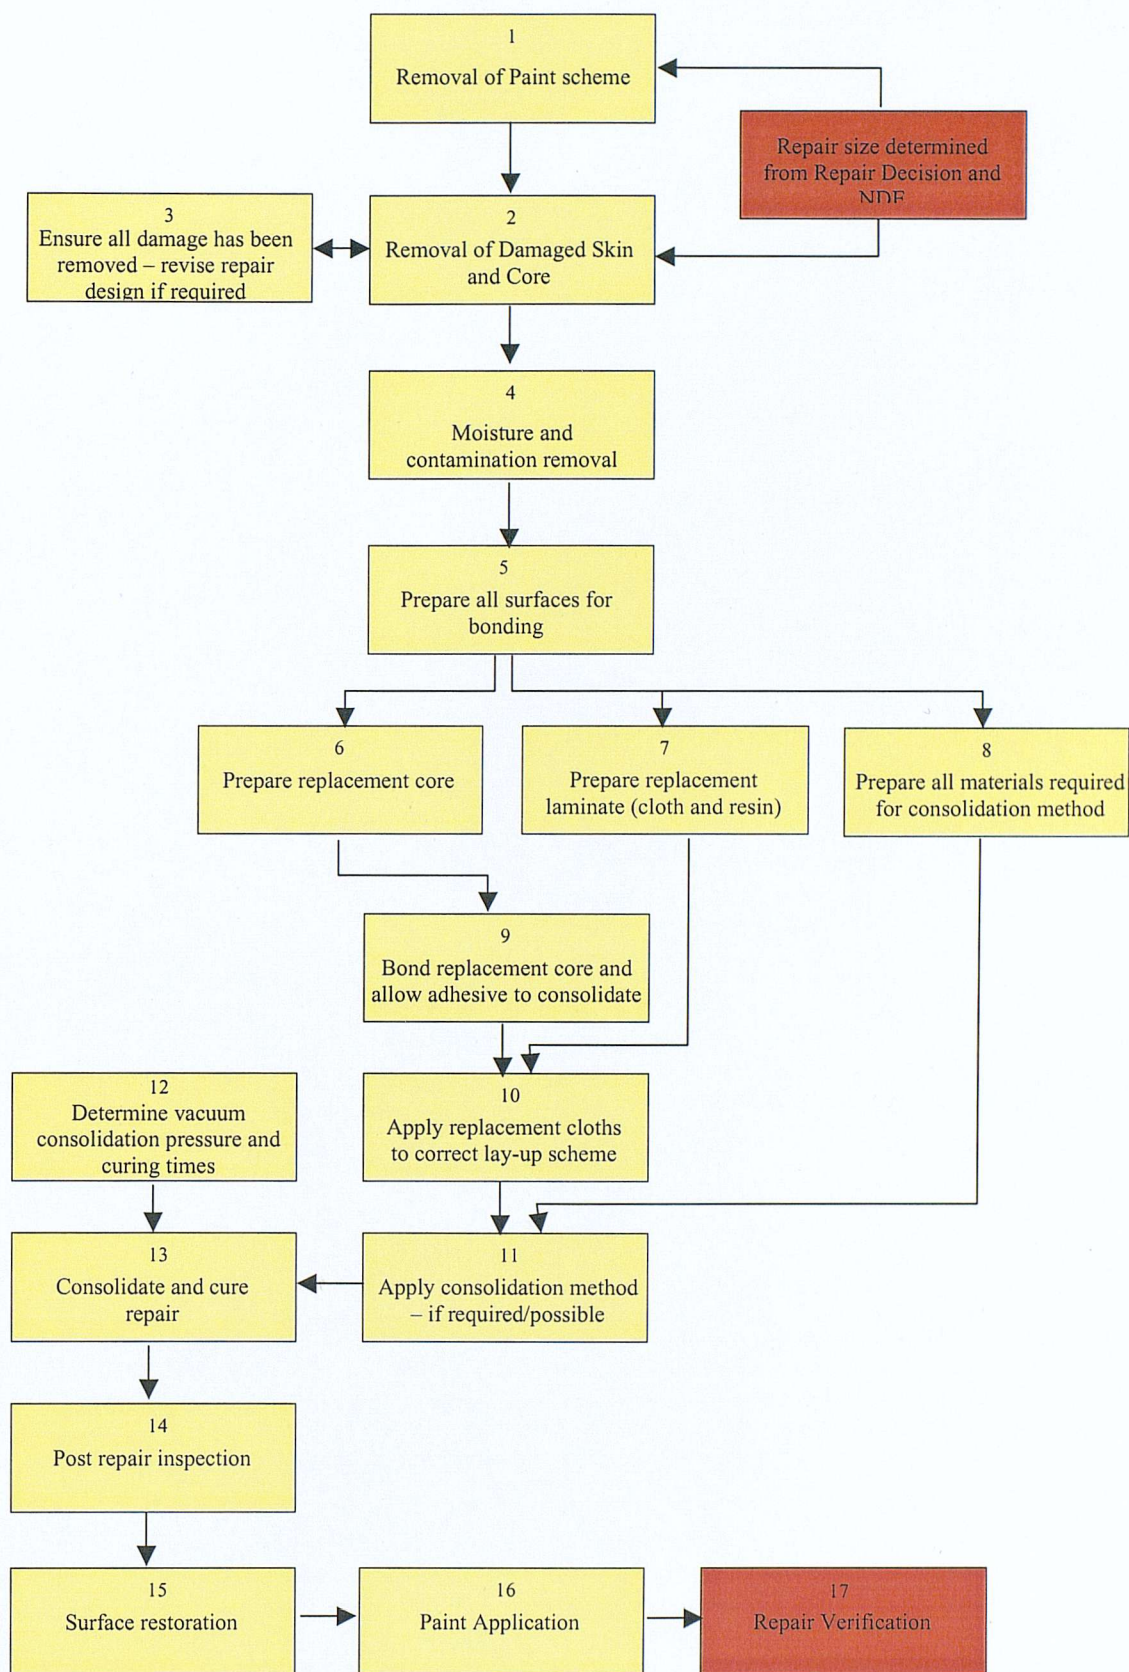 1
Removal of Paint scheme
Repair size determined
from Repair Decision and
3
Ensure all damage has been
removed – revise repair
design if required
2
Removal of Damaged Skin
and Core
4
Moisture and
contamination removal
5
Prepare all surfaces for
bonding
6
Prepare replacement core
7
Prepare replacement
laminate (cloth and resin)
8
Prepare all materials required
for consolidation method
9
Bond replacement core and
allow adhesive to consolidate
12
Determine vacuum
consolidation pressure and
curing times
10
Apply replacement cloths
to correct lay-up scheme
13
Consolidate and cure
repair
11
Apply consolidation method
– if required/possible
14
Post repair inspection
15
Surface restoration
16
Paint Application
17
Repair Verification